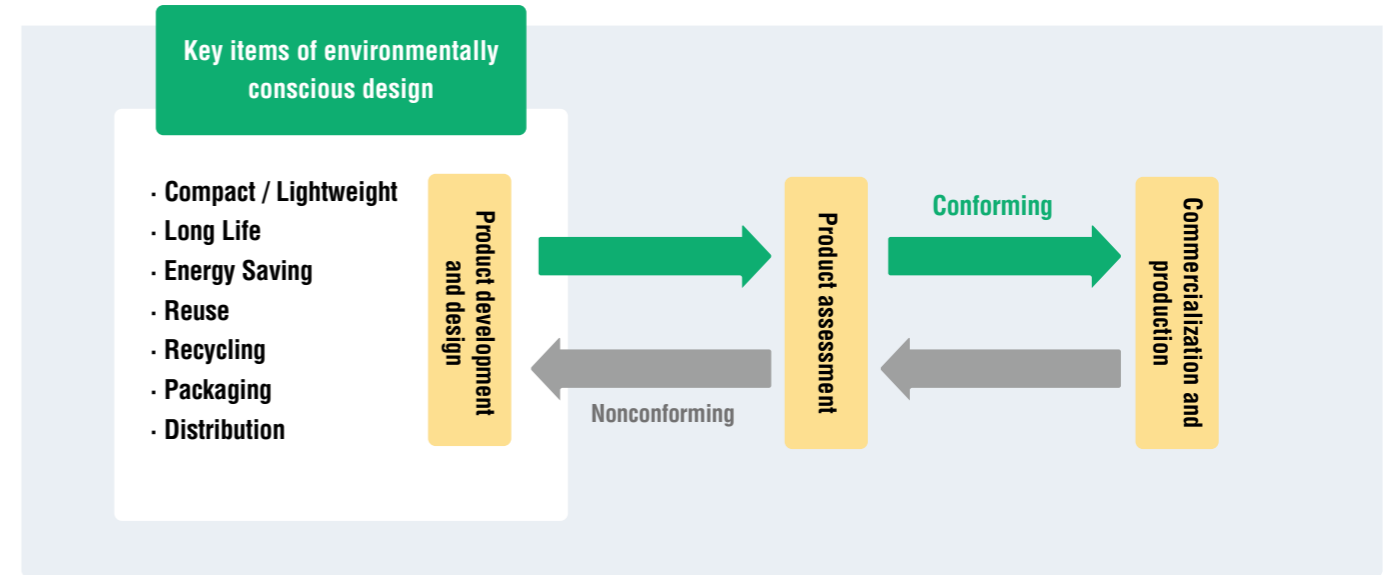 Key items of environmentally
conscious design
· Compact / Lightweight
· Long Life
· Energy Saving
· Reuse
· Recycling
· Packaging
· Distribution
Product development
and design
Nonconforming
Product assessment
Conforming
Commercialization and
production